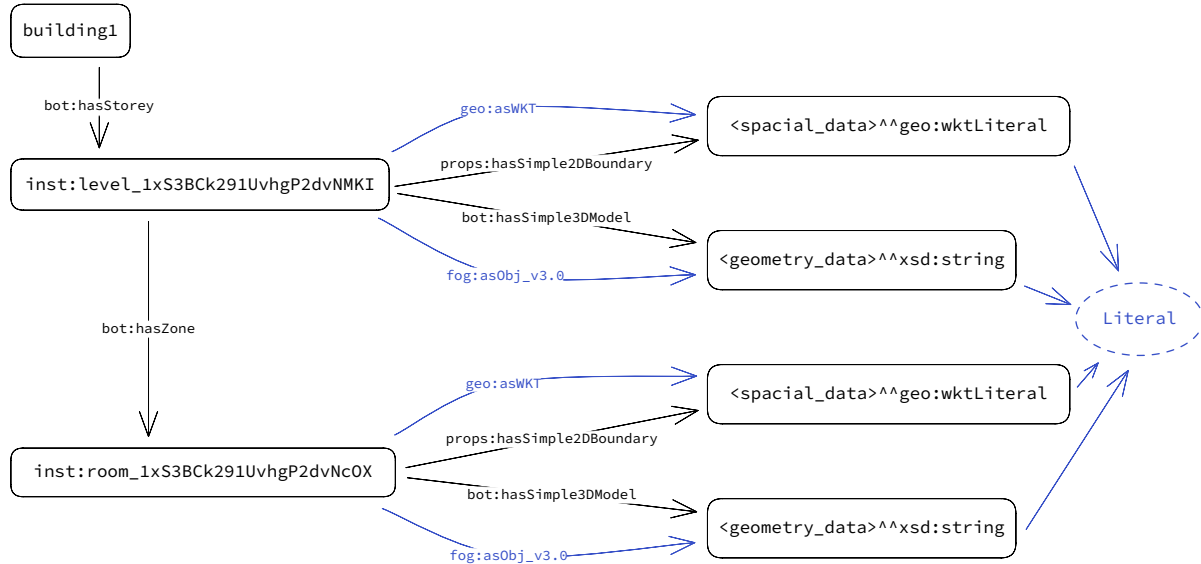 building1
bot:hasStorey
geo:asWKT
<spacial_data>^^geo:wktLiteral
props:hasSimple2DBoundary
inst:level_1xS3BCk291UvhgP2dvNMKI
bot:hasSimple3DModel
<geometry_data>^^xsd:string
fog:asObj_v3.0
Literal
bot:hasZone
geo:asWKT
<spacial_data>^^geo:wktLiteral
props:hasSimple2DBoundary
inst:room_1xS3BCk291UvhgP2dvNcOX
bot:hasSimple3DModel
<geometry_data>^^xsd:string
fog:asObj_v3.0